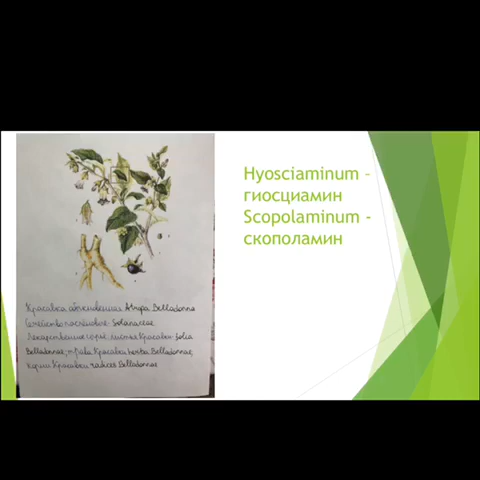 Красавка обыкновенная Atropa Belladonna
Семейство пасленовые Solanaceae
Лекарственное сырье: листья Красавки folia
Belladonnae, трава Красавки herba Belladonnae,
Корни Красавки radices Belladonnae
Hyosciaminum -
гиосциамин
Scopolaminum -
скополамин